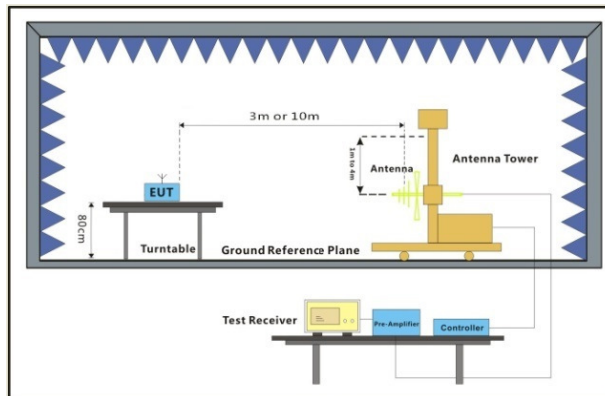 3m or 10m
1m to 4m
Antenna
Antenna Tower
EUT
80cm
Turntable
Ground Reference Plane
Test Receiver
Pre-Amplifier
Controller